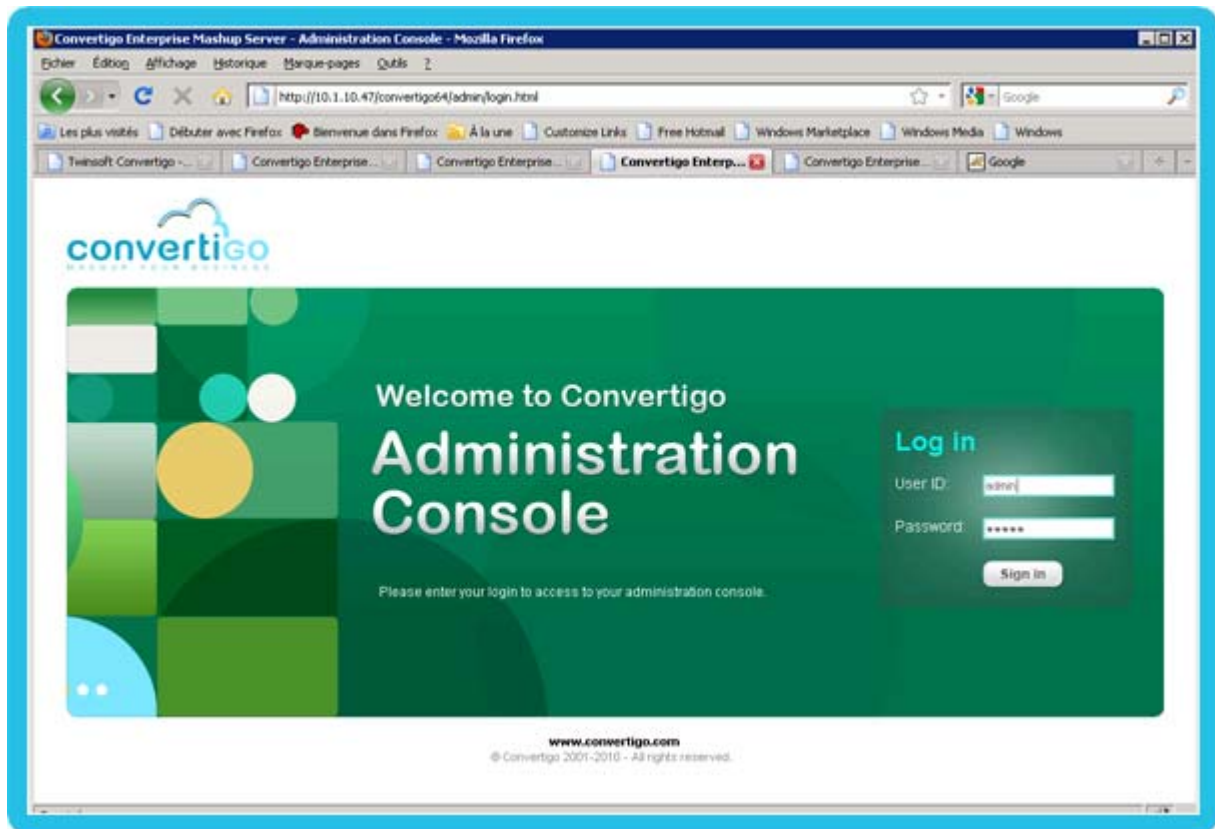 Convertigo Enterprise Mashup Server - Administration Console - Mozilla Firefox
Fichier Édition Affichage Historique Marque-pages Outils ?
http://10.1.10.47/convertigo64/admin/login.html Google
Les plus visités Débuter avec Firefox Bienvenue dans Firefox À la une Customize Links Free Hotmail Windows Marketplace Windows Media Windows
Twinsoft Convertigo -... Convertigo Enterprise... Convertigo Enterprise... Convertigo Enterp... Convertigo Enterprise... Google
convertigo
MASHUP YOUR BUSINESS
Welcome to Convertigo
Administration
Console
Please enter your login to access to your administration console.
Log in
User ID: admin
Password: •••••
Sign in
www.convertigo.com
© Convertigo 2001-2010 - All rights reserved.